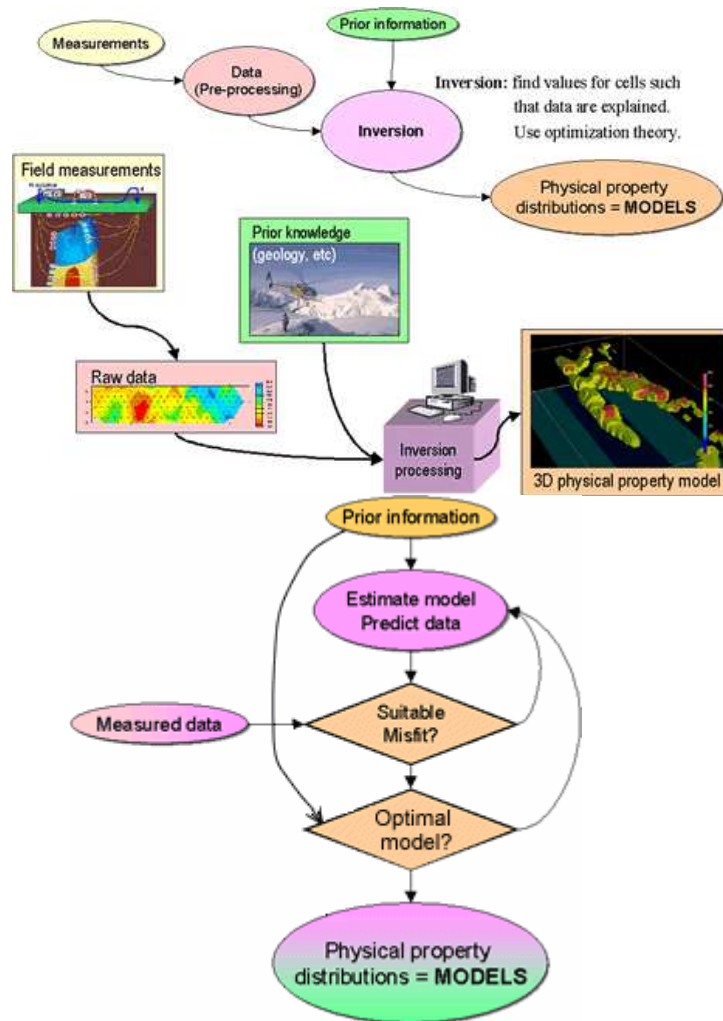 Measurements
Prior information
Data
(Pre-processing)
Inversion
Inversion: find values for cells such
that data are explained.
Use optimization theory.
Physical property
distributions = MODELS
Field measurements
Prior knowledge
(geology, etc)
Raw data
Inversion
processing
3D physical property model
Prior information
Estimate model
Predict data
Measured data
Suitable
Misfit?
Optimal
model?
Physical property
distributions = MODELS